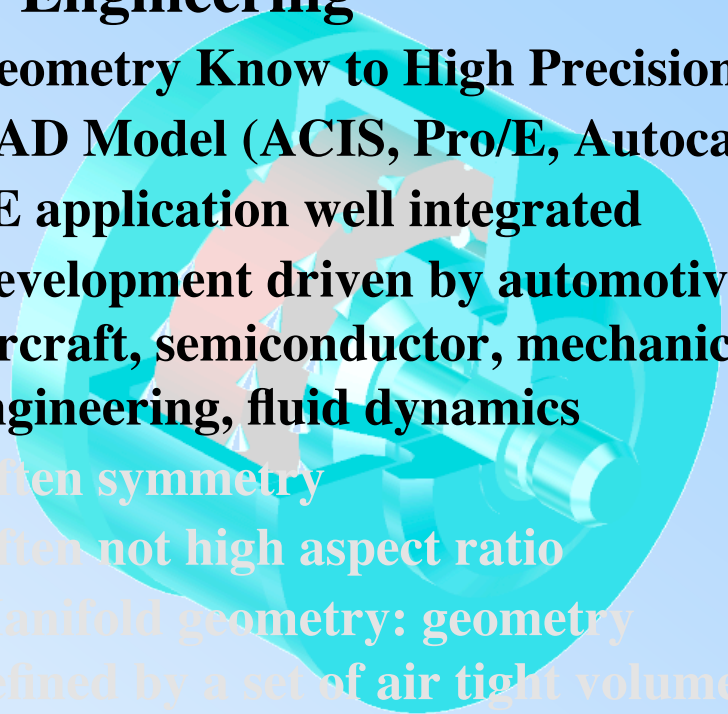 Engineering
eometry Know to High Precision
AD Model (ACIS, Pro/E, Autoca
E application well integrated
evelopment driven by automotiv
rcraft, semiconductor, mechanic
ngineering, fluid dynamics
ften symmetry
ften not high aspect ratio
anifold geometry: geometry
efined by a set of air tight volume